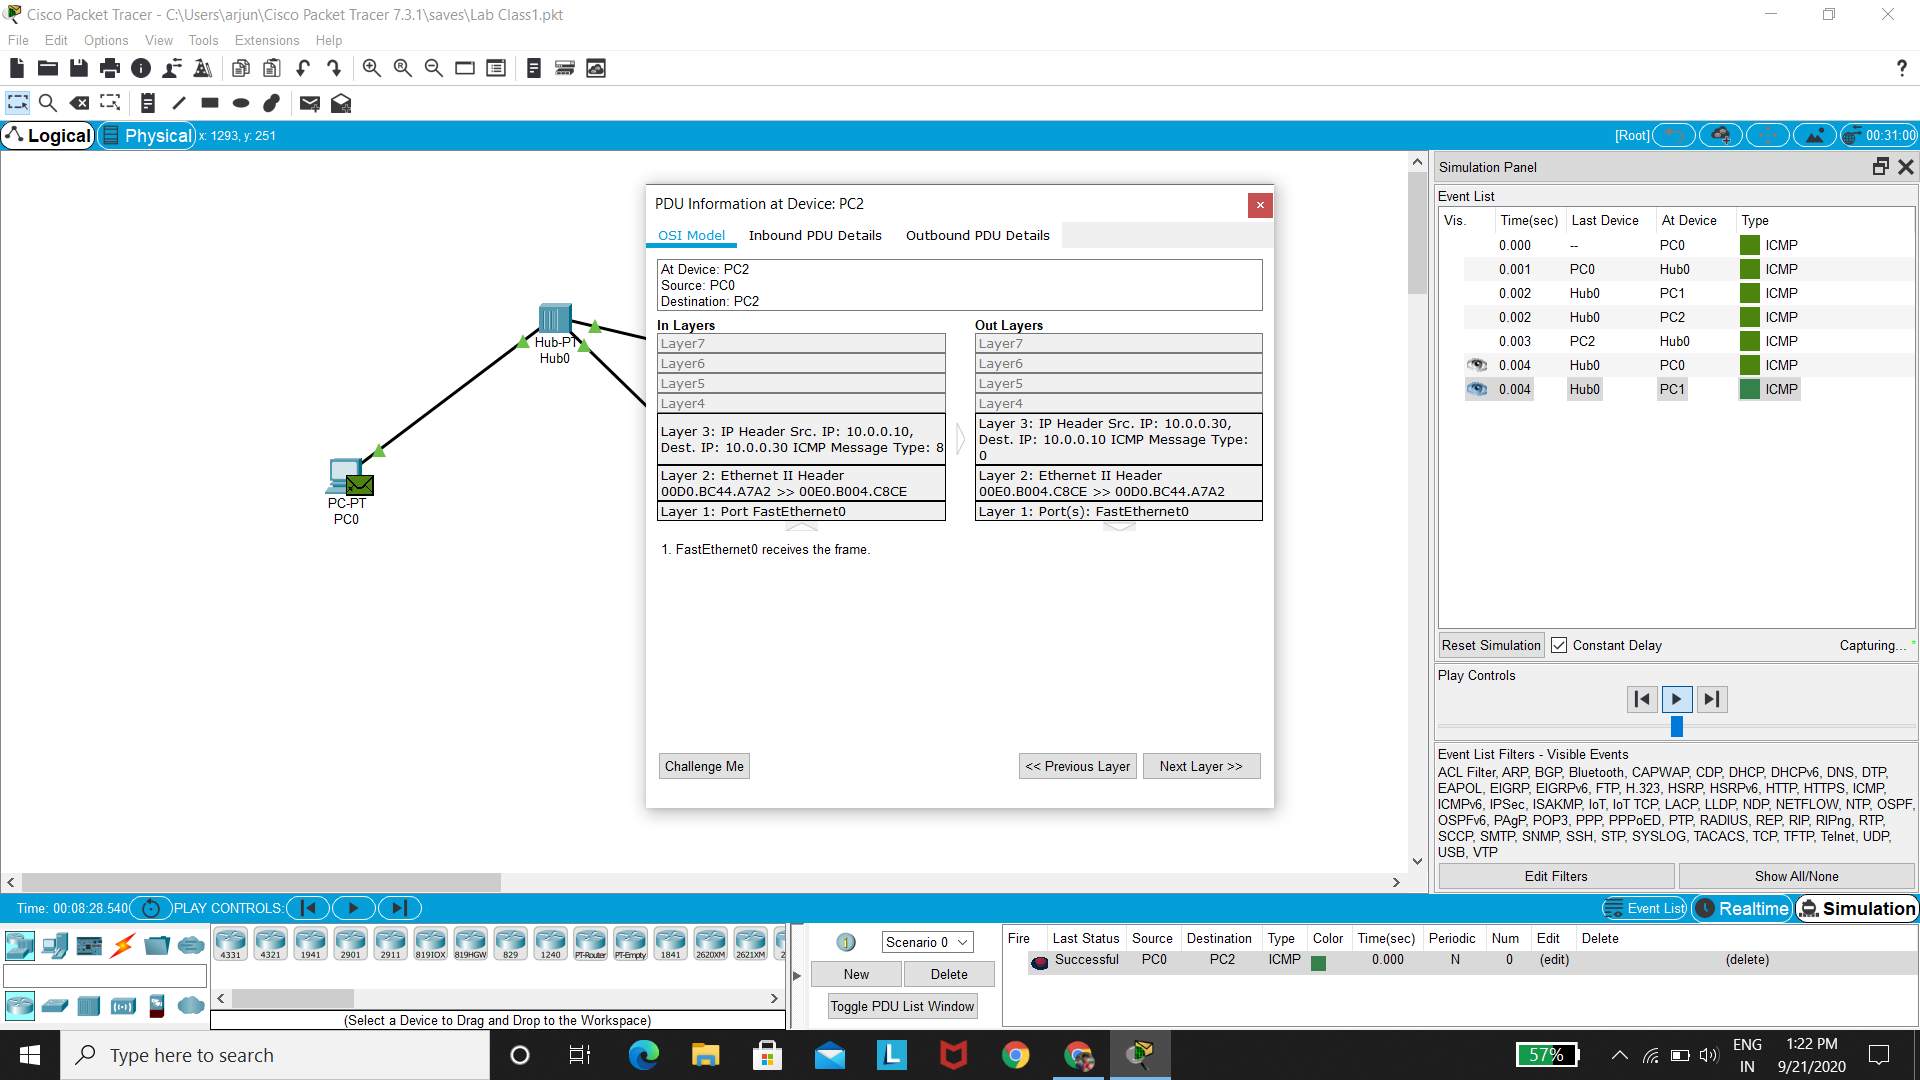 Cisco Packet Tracer - C:\Users\arjun\Cisco Packet Tracer 7.3.1\saves\Lab Class1.pkt
File Edit Options View Tools Extensions Help
?
Logical Physical x: 1293, y: 251
[Root] 00:31:00
Hub-PT
Hub0
PC-PT
PC0
PDU Information at Device: PC2
OSI Model Inbound PDU Details Outbound PDU Details
At Device: PC2
Source: PC0
Destination: PC2
In Layers
Layer7
Layer6
Layer5
Layer4
Layer 3: IP Header Src. IP: 10.0.0.10,
Dest. IP: 10.0.0.30 ICMP Message Type: 8
Layer 2: Ethernet II Header
00D0.BC44.A7A2 >> 00E0.B004.C8CE
Layer 1: Port FastEthernet0
Out Layers
Layer7
Layer6
Layer5
Layer4
Layer 3: IP Header Src. IP: 10.0.0.30,
Dest. IP: 10.0.0.10 ICMP Message Type:
0
Layer 2: Ethernet II Header
00E0.B004.C8CE >> 00D0.BC44.A7A2
Layer 1: Port(s): FastEthernet0
1. FastEthernet0 receives the frame.
Challenge Me << Previous Layer Next Layer >>
Simulation Panel
Event List
Vis. Time(sec) Last Device At Device Type
0.000 -- PC0 ICMP
0.001 PC0 Hub0 ICMP
0.002 Hub0 PC1 ICMP
0.002 Hub0 PC2 ICMP
0.003 PC2 Hub0 ICMP
0.004 Hub0 PC0 ICMP
0.004 Hub0 PC1 ICMP
Reset Simulation Constant Delay Capturing... *
Play Controls
Event List Filters - Visible Events
ACL Filter, ARP, BGP, Bluetooth, CAPWAP, CDP, DHCP, DHCPv6, DNS, DTP,
EAPOL, EIGRP, EIGRPv6, FTP, H.323, HSRP, HSRPv6, HTTP, HTTPS, ICMP,
ICMPv6, IPSec, ISAKMP, IoT, IoT TCP, LACP, LLDP, NDP, NETFLOW, NTP, OSPF,
OSPFv6, PAgP, POP3, PPP, PPPoED, PTP, RADIUS, REP, RIP, RIPng, RTP,
SCCP, SMTP, SNMP, SSH, STP, SYSLOG, TACACS, TCP, TFTP, Telnet, UDP,
USB, VTP
Edit Filters Show All/None
Time: 00:08:28.540 PLAY CONTROLS:
Event List Realtime Simulation
4331 4321 1941 2901 2911 819IOX 819HGW 829 1240 PT-Router PT-Empty 1841 2620XM 2621XM 2
(Select a Device to Drag and Drop to the Workspace)
Scenario 0
New Delete
Toggle PDU List Window
Fire Last Status Source Destination Type Color Time(sec) Periodic Num Edit Delete
Successful PC0 PC2 ICMP 0.000 N 0 (edit) (delete)
Type here to search
57%
ENG
IN
1:22 PM
9/21/2020